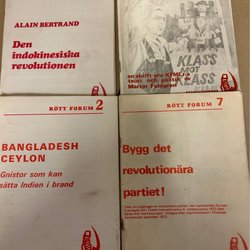 ALAIN BERTRAND
Den
indokinesiska
revolutionen
KLASS
MOT
KLASS
en skrift om KFML(r)s
teori och politik av
Martin Fahlgren
RÖTT FORUM 2
BANGLADESH
CEYLON
Gnistor som kan
sätta Indien i brand
RÖTT FORUM 7
Bygg det
revolutionära
partiet!